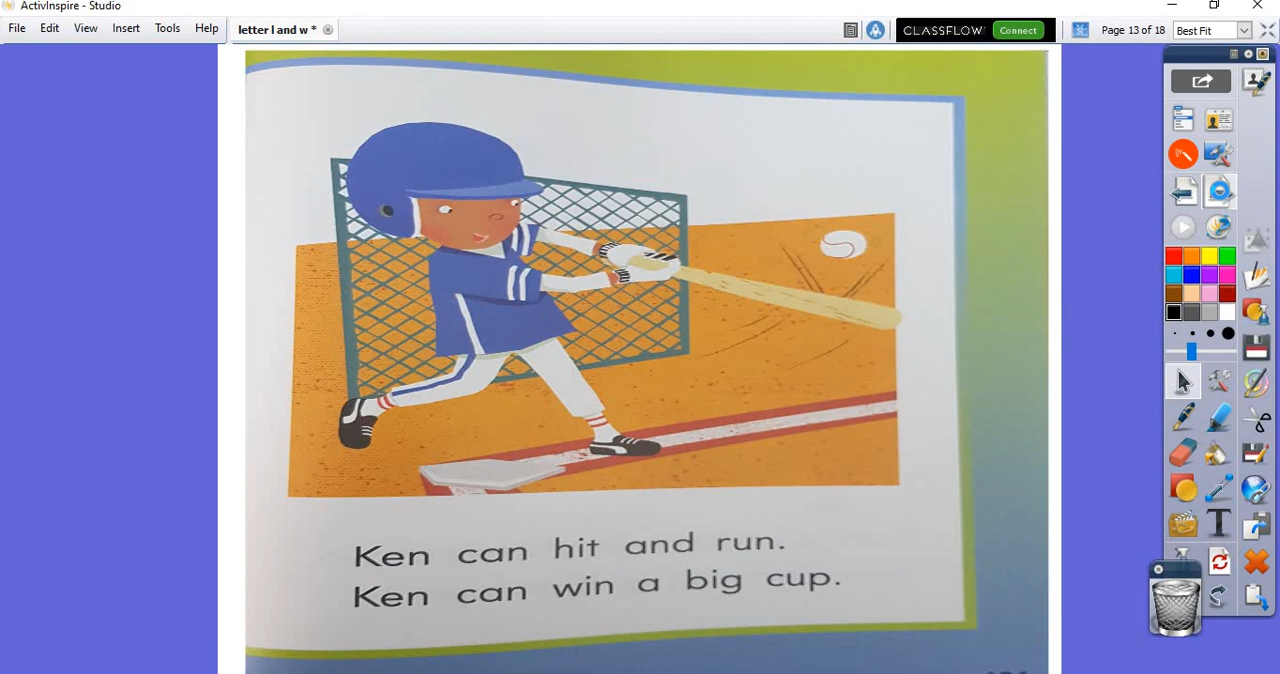 ActivInspire - Studio
File Edit View Insert Tools Help
letter l and w *
CLASSFLOW Connect
Page 13 of 18
Best Fit
Ken can hit and run.
Ken can win a big cup.